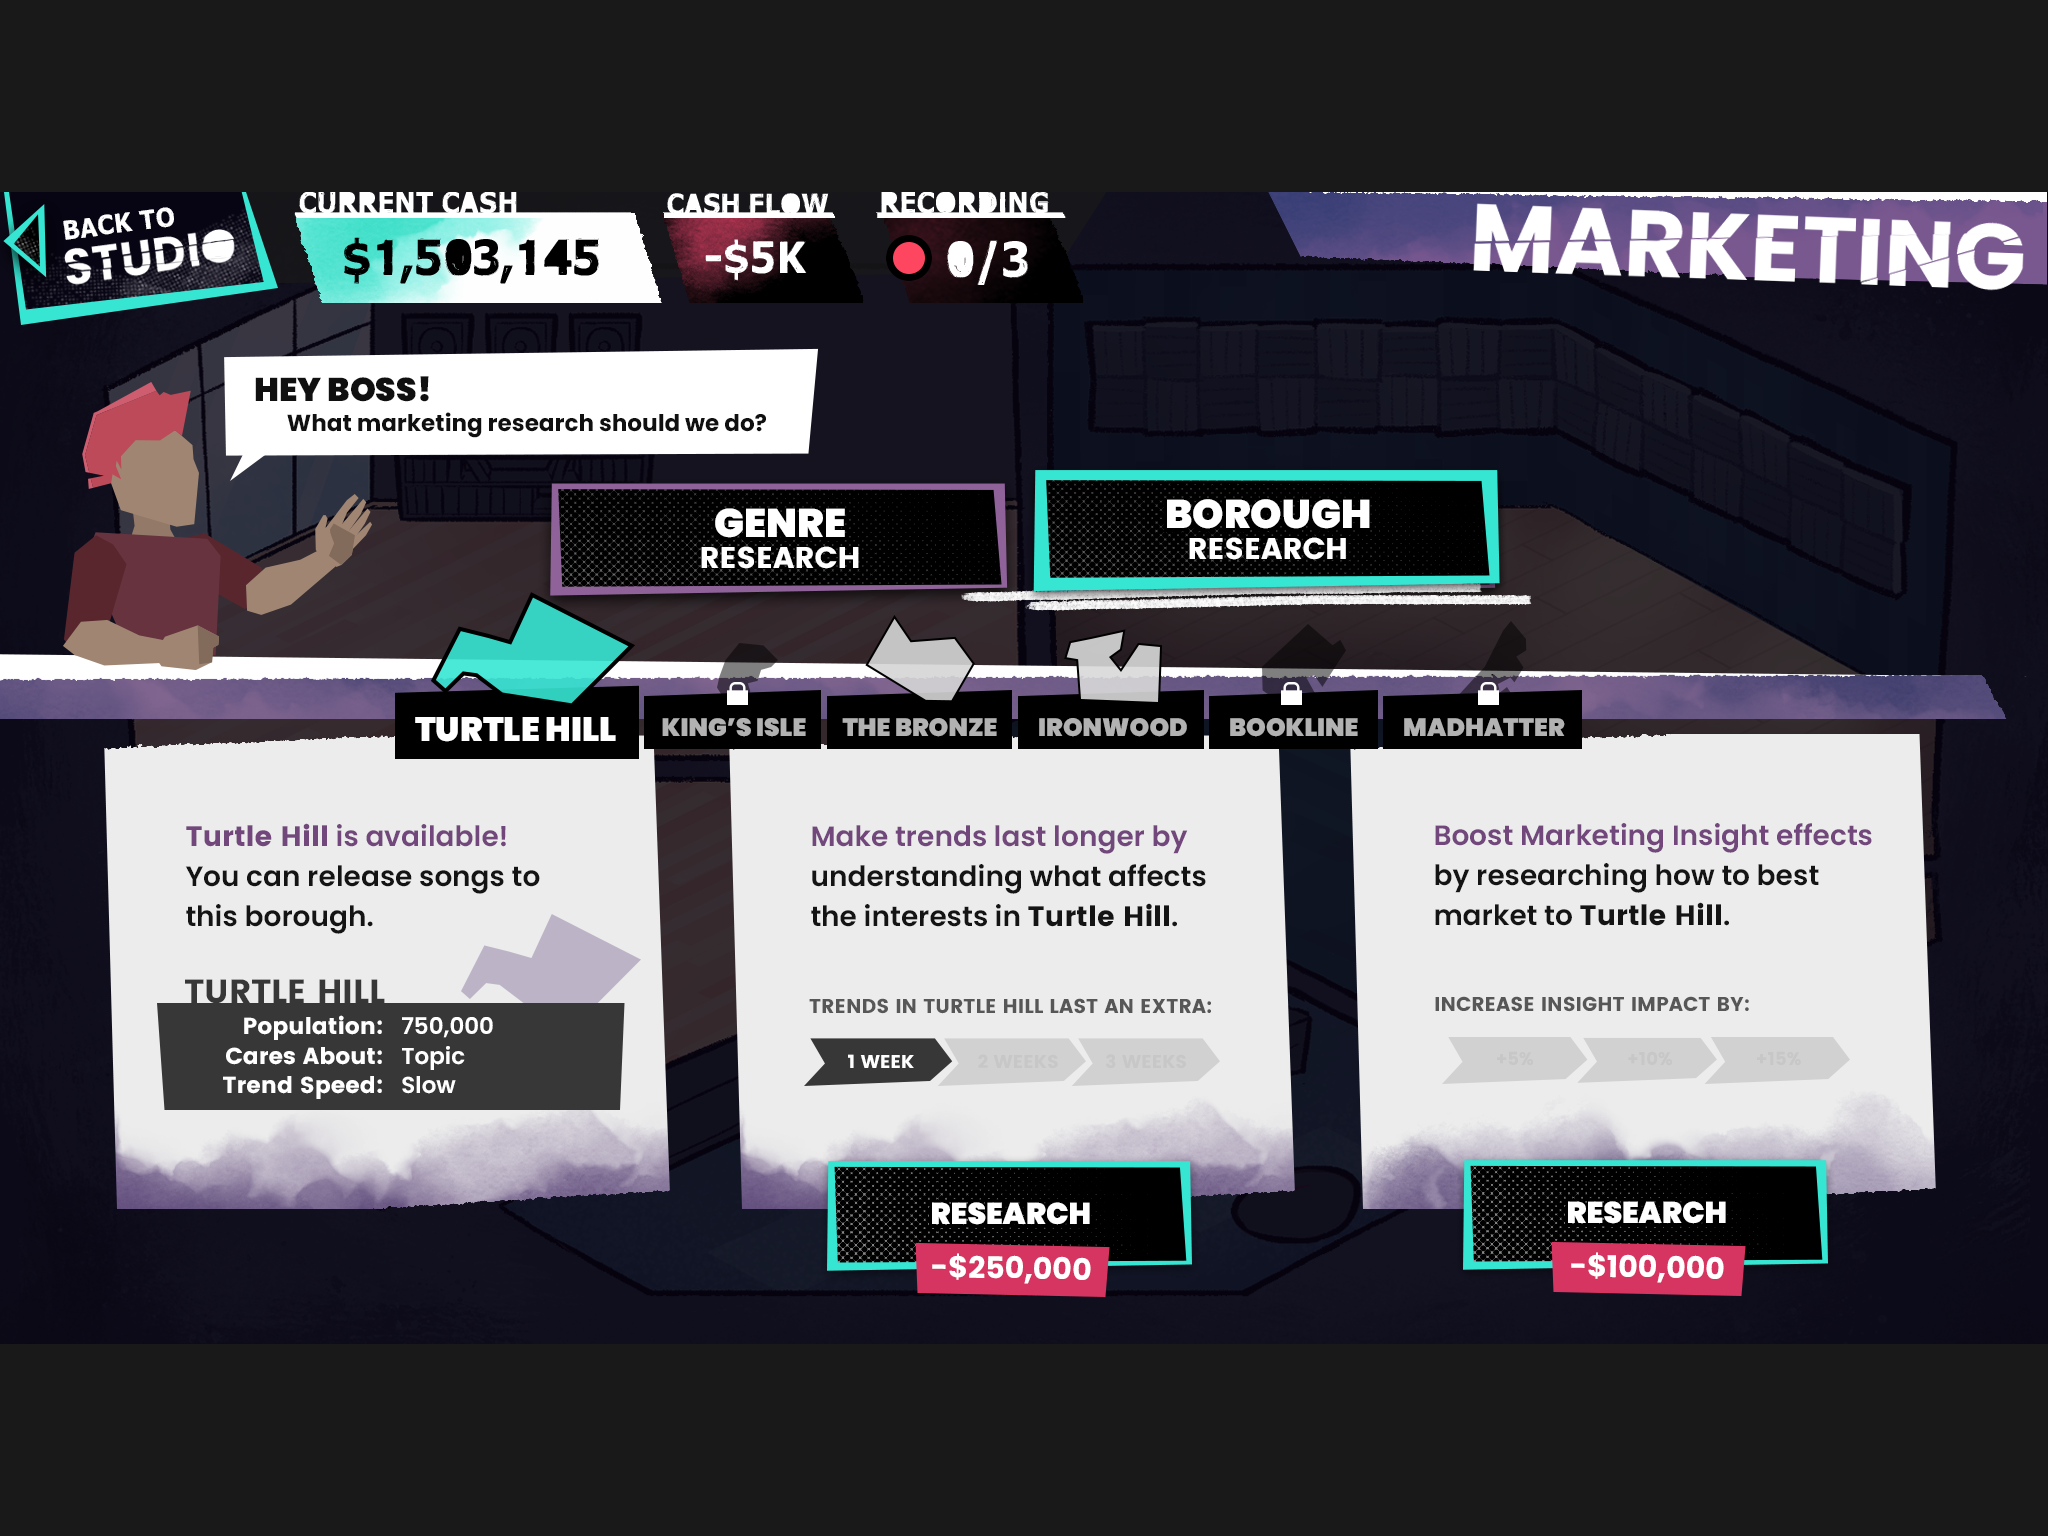 BACK TO
STUDIO
CURRENT CASH
$1,503,145
CASH FLOW
-$5K
RECORDING
0/3
MARKETING
HEY BOSS!
What marketing research should we do?
GENRE
RESEARCH
BOROUGH
RESEARCH
TURTLE HILL
KING'S ISLE
THE BRONZE
IRONWOOD
BOOKLINE
MADHATTER
Turtle Hill is available!
You can release songs to
this borough.
TURTLE HILL
Population: 750,000
Cares About: Topic
Trend Speed: Slow
Make trends last longer by
understanding what affects
the interests in Turtle Hill.
TRENDS IN TURTLE HILL LAST AN EXTRA:
1 WEEK
2 WEEKS
3 WEEKS
RESEARCH
-$250,000
Boost Marketing Insight effects
by researching how to best
market to Turtle Hill.
INCREASE INSIGHT IMPACT BY:
+5%
+10%
+15%
RESEARCH
-$100,000